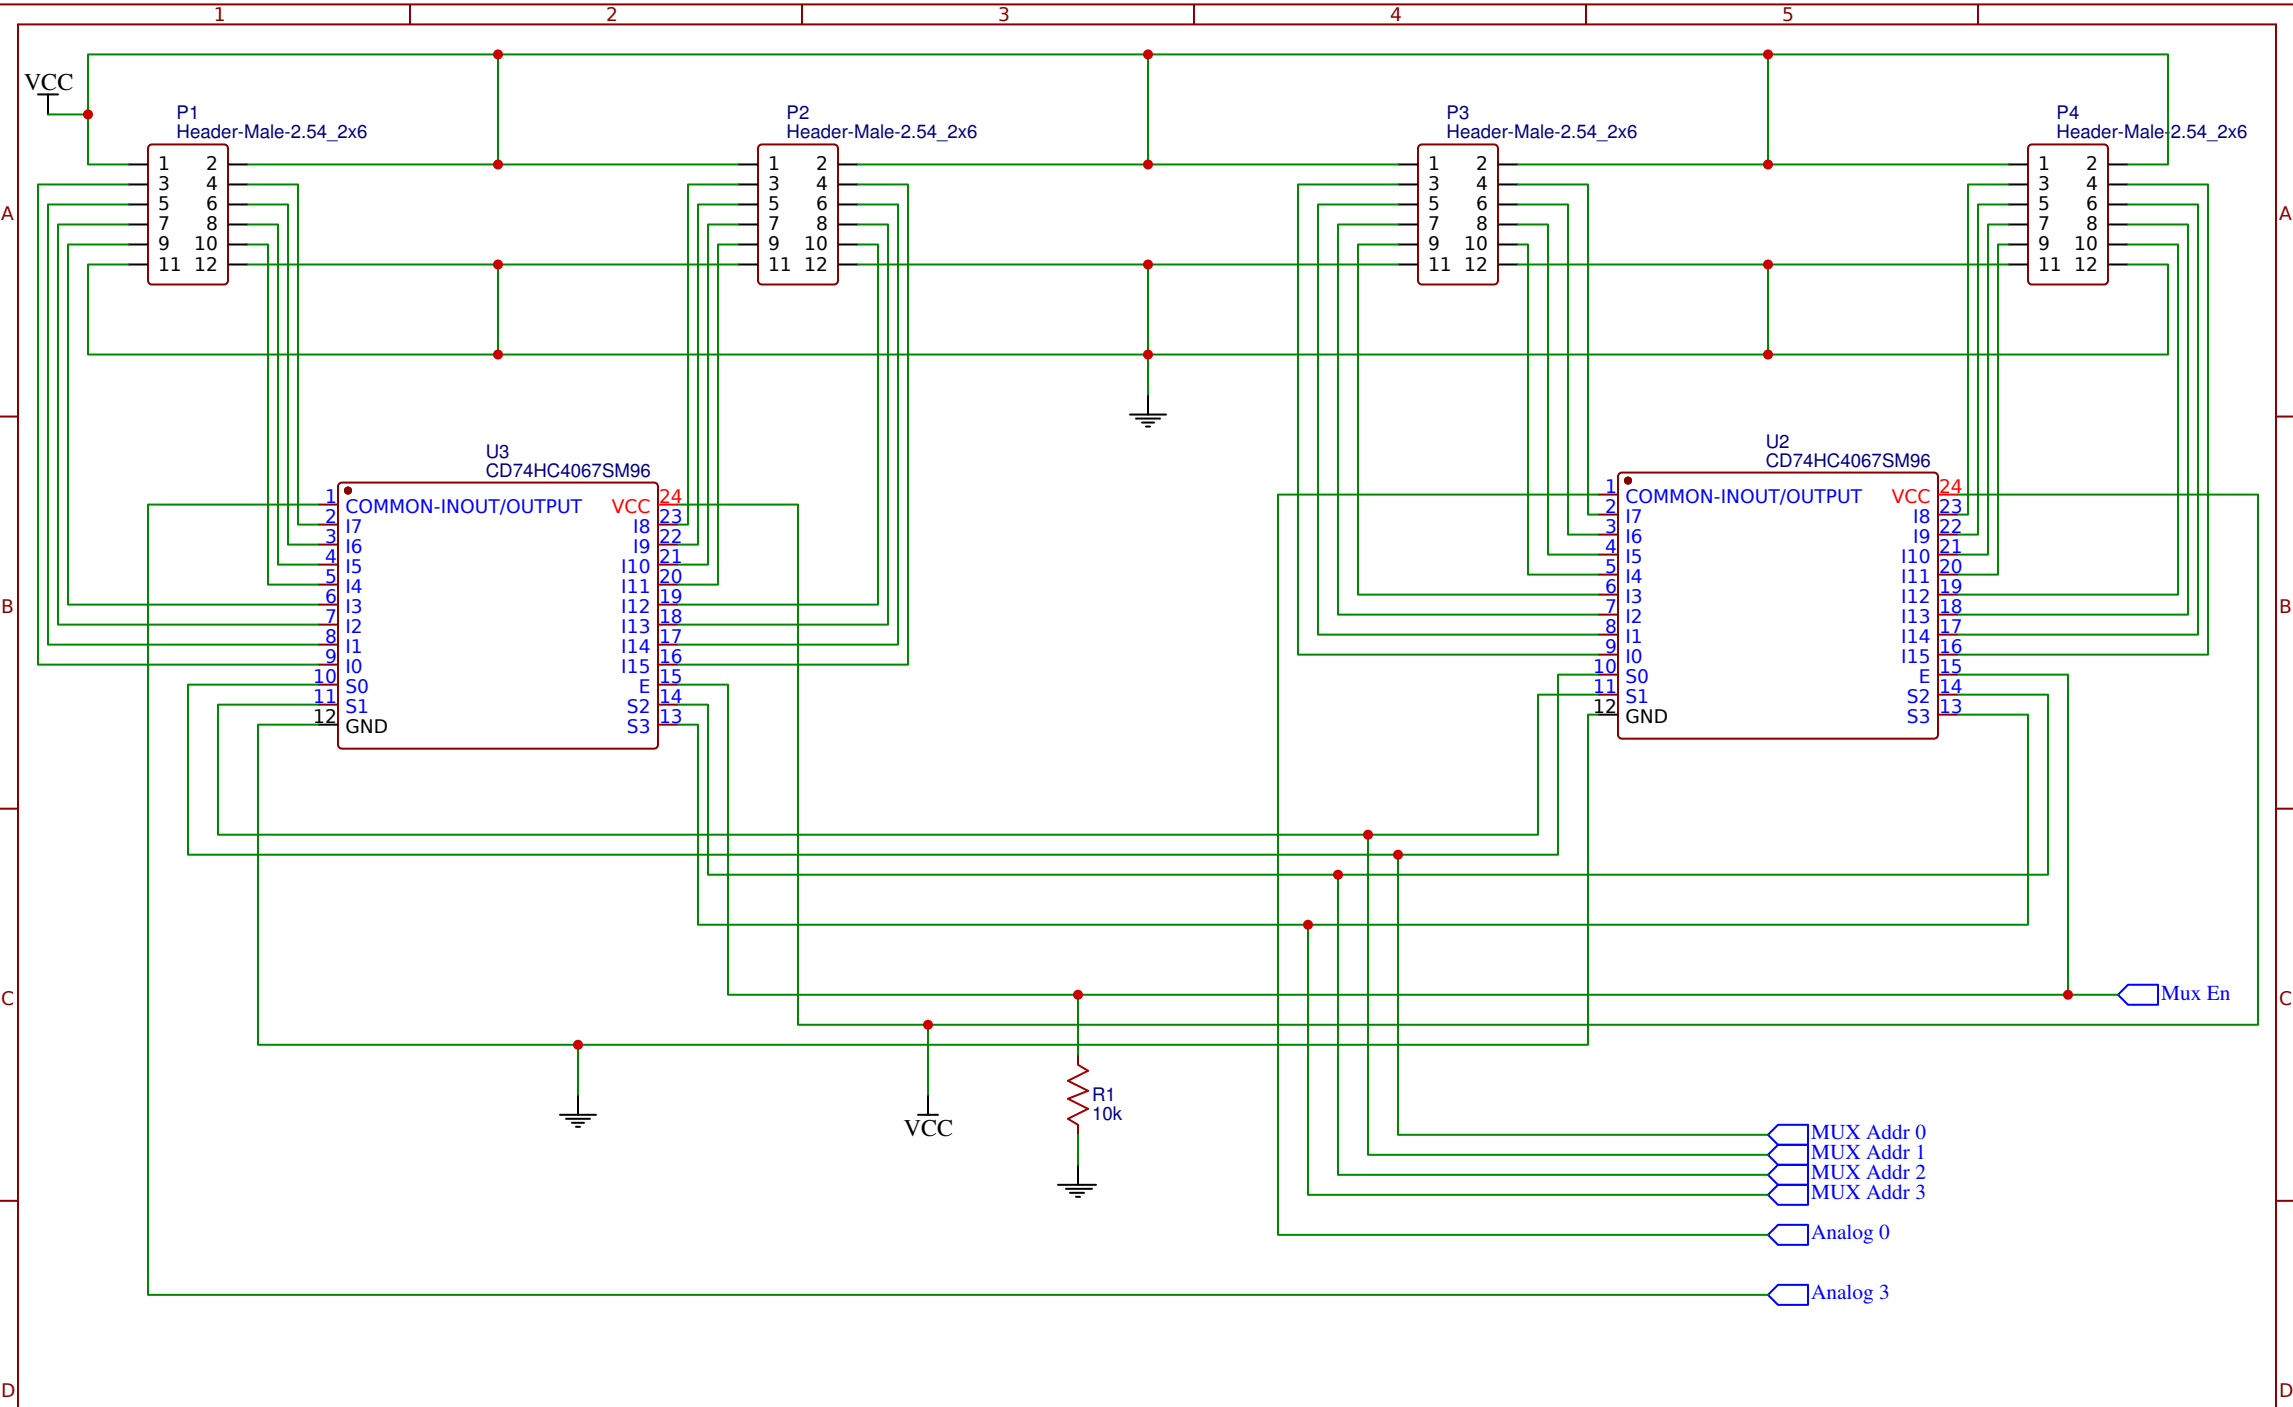 1 2 3 4 5
VCC
P1
Header-Male-2.54_2x6
1 2
3 4
5 6
7 8
9 10
11 12
P2
Header-Male-2.54_2x6
1 2
3 4
5 6
7 8
9 10
11 12
P3
Header-Male-2.54_2x6
1 2
3 4
5 6
7 8
9 10
11 12
P4
Header-Male-2.54_2x6
1 2
3 4
5 6
7 8
9 10
11 12
A A
U3
CD74HC4067SM96
1 COMMON-INOUT/OUTPUT VCC 24
2 I7 I8 23
3 I6 I9 22
4 I5 I10 21
5 I4 I11 20
6 I3 I12 19
7 I2 I13 18
8 I1 I14 17
9 I0 I15 16
10 S0 E 15
11 S1 S2 14
12 GND S3 13
U2
CD74HC4067SM96
1 COMMON-INOUT/OUTPUT VCC 24
2 I7 I8 23
3 I6 I9 22
4 I5 I10 21
5 I4 I11 20
6 I3 I12 19
7 I2 I13 18
8 I1 I14 17
9 I0 I15 16
10 S0 E 15
11 S1 S2 14
12 GND S3 13
B B
C C
Mux En
R1
10k
VCC
MUX Addr 0
MUX Addr 1
MUX Addr 2
MUX Addr 3
Analog 0
Analog 3
D D